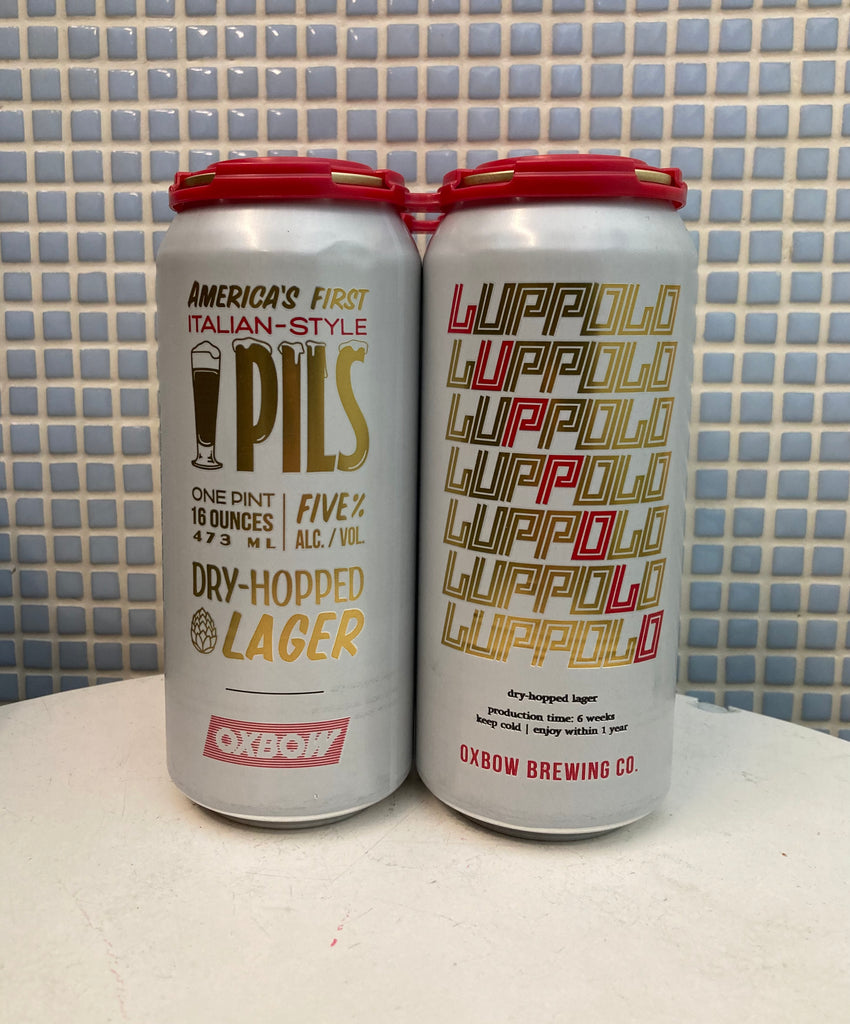 AMERICA'S FIRST
ITALIAN-STYLE
PILS
ONE PINT
16 OUNCES
473 ML
FIVE%
ALC. / VOL.
DRY-HOPPED
LAGER
OXBOW
LUPPOLO
LUPPOLO
LUPPOLO
LUPPOLO
LUPPOLO
LUPPOLO
LUPPOLO
dry-hopped lager
production time: 6 weeks
keep cold | enjoy within 1 year
OXBOW BREWING CO.